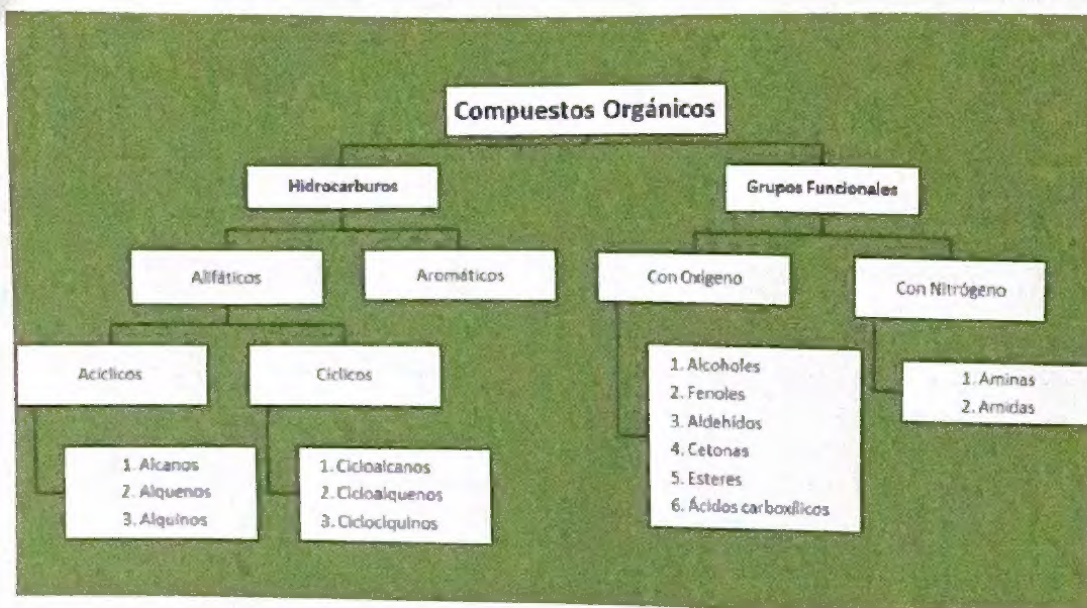 Compuestos Orgánicos
Hidrocarburos
Grupos Funcionales
Alifáticos
Aromáticos
Con Oxígeno
Con Nitrógeno
Acíclicos
Cíclicos
1. Alcanos
2. Alquenos
3. Alquinos
1. Cicloalcanos
2. Cicloalquenos
3. Ciclociquinos
1. Alcoholes
2. Fenoles
3. Aldehídos
4. Cetonas
5. Esteres
6. Ácidos carboxílicos
1. Aminas
2. Amidas